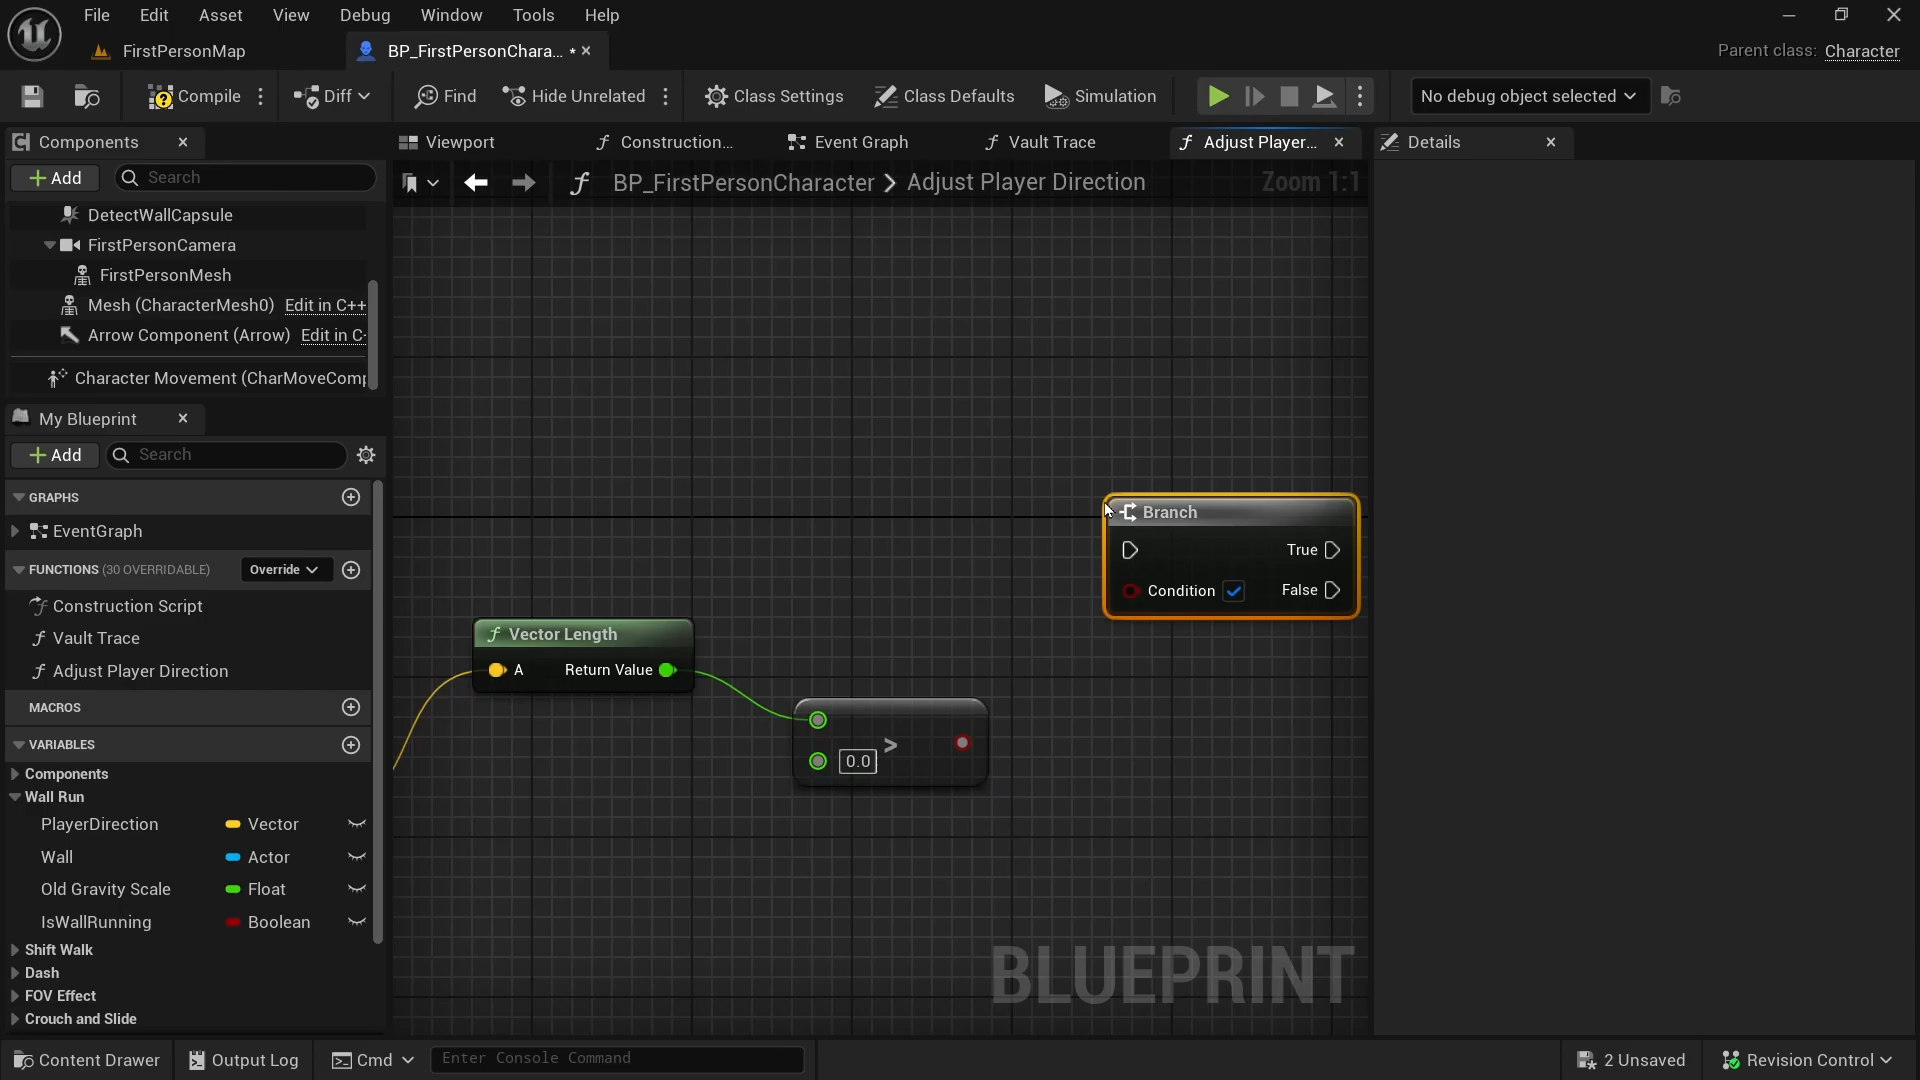 File Edit Asset View Debug Window Tools Help
FirstPersonMap BP_FirstPersonChara... * Parent class: Character
Compile Diff Find Hide Unrelated Class Settings Class Defaults Simulation No debug object selected
Components Viewport Construction... Event Graph Vault Trace Adjust Player... Details
Add Search BP_FirstPersonCharacter > Adjust Player Direction Zoom 1:1
DetectWallCapsule
FirstPersonCamera
FirstPersonMesh
Mesh (CharacterMesh0) Edit in C++
Arrow Component (Arrow) Edit in C
Character Movement (CharMoveComp
My Blueprint
Add Search
GRAPHS
EventGraph
FUNCTIONS (30 OVERRIDABLE) Override
Construction Script
Vault Trace
Adjust Player Direction
MACROS
VARIABLES
Components
Wall Run
PlayerDirection Vector
Wall Actor
Old Gravity Scale Float
IsWallRunning Boolean
Shift Walk
Dash
FOV Effect
Crouch and Slide
Branch
True
Condition False
Vector Length
A Return Value
>
0.0
BLUEPRINT
Content Drawer Output Log Cmd Enter Console Command 2 Unsaved Revision Control